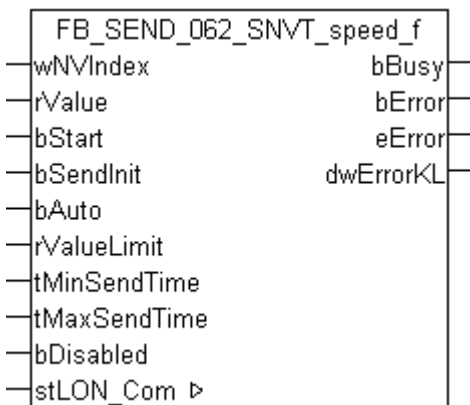 FB_SEND_062_SNVT_speed_f
wNVIndex bBusy
rValue bError
bStart eError
bSendInit dwErrorKL
bAuto
rValueLimit
tMinSendTime
tMaxSendTime
bDisabled
stLON_Com ▷